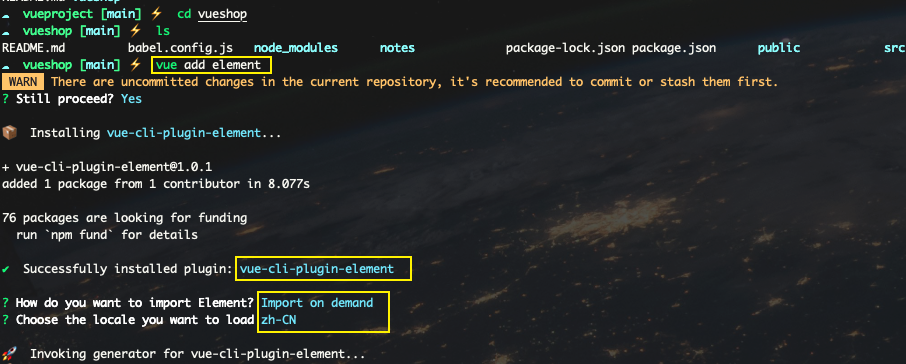 vueproject [main] ⚡ cd vueshop
vueshop [main] ⚡ ls
README.md babel.config.js node_modules notes package-lock.json package.json public src
vueshop [main] ⚡ vue add element
WARN There are uncommitted changes in the current repository, it's recommended to commit or stash them first.
? Still proceed? Yes
📦 Installing vue-cli-plugin-element...
+ vue-cli-plugin-element@1.0.1
added 1 package from 1 contributor in 8.077s
76 packages are looking for funding
run `npm fund` for details
✔ Successfully installed plugin: vue-cli-plugin-element
? How do you want to import Element? Import on demand
? Choose the locale you want to load zh-CN
🚀 Invoking generator for vue-cli-plugin-element...